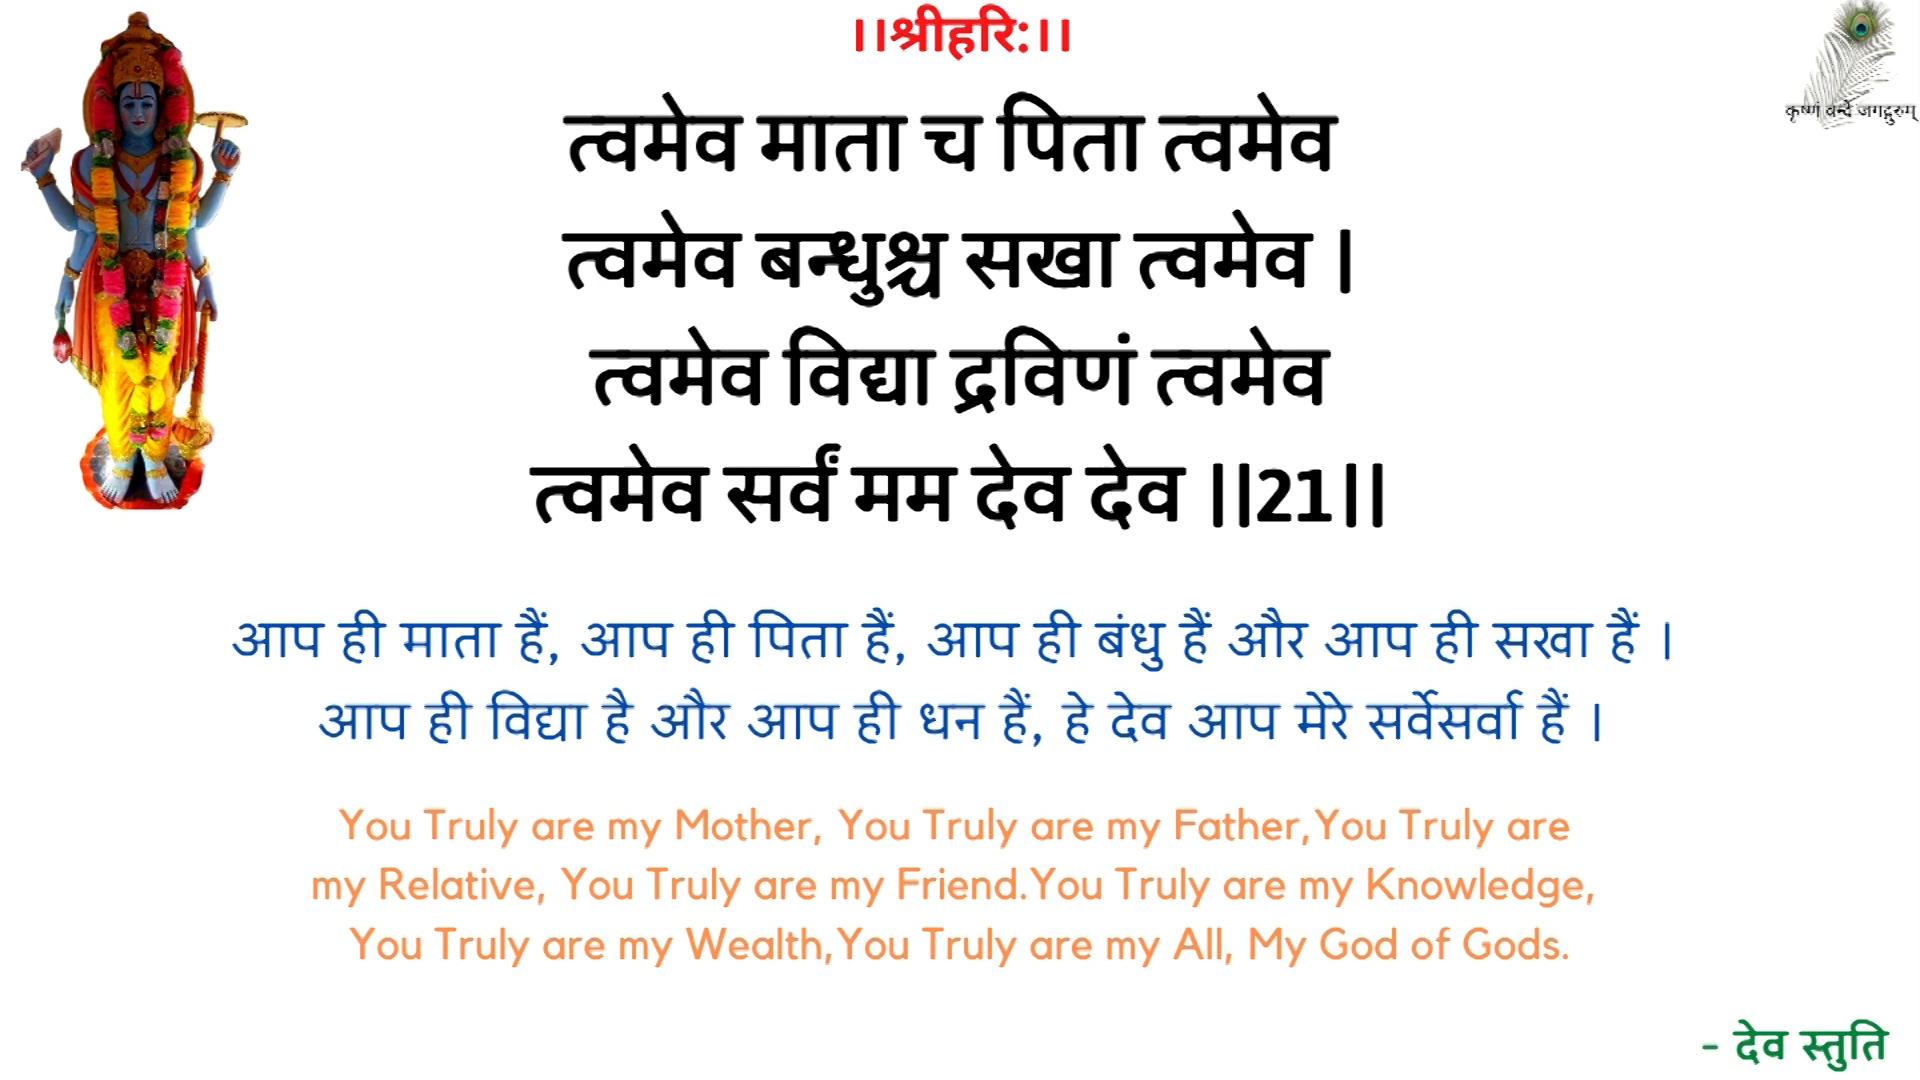 ।।श्रीहरि:।।
कृष्णं वन्दे जगद्गुरुम्
त्वमेव माता च पिता त्वमेव
त्वमेव बन्धुश्च सखा त्वमेव |
त्वमेव विद्या द्रविणं त्वमेव
त्वमेव सर्वं मम देव देव ||21||
आप ही माता हैं, आप ही पिता हैं, आप ही बंधु हैं और आप ही सखा हैं ।
आप ही विद्या है और आप ही धन हैं, हे देव आप मेरे सर्वेसर्वा हैं ।
You Truly are my Mother, You Truly are my Father,You Truly are
my Relative, You Truly are my Friend.You Truly are my Knowledge,
You Truly are my Wealth,You Truly are my All, My God of Gods.
- देव स्तुति